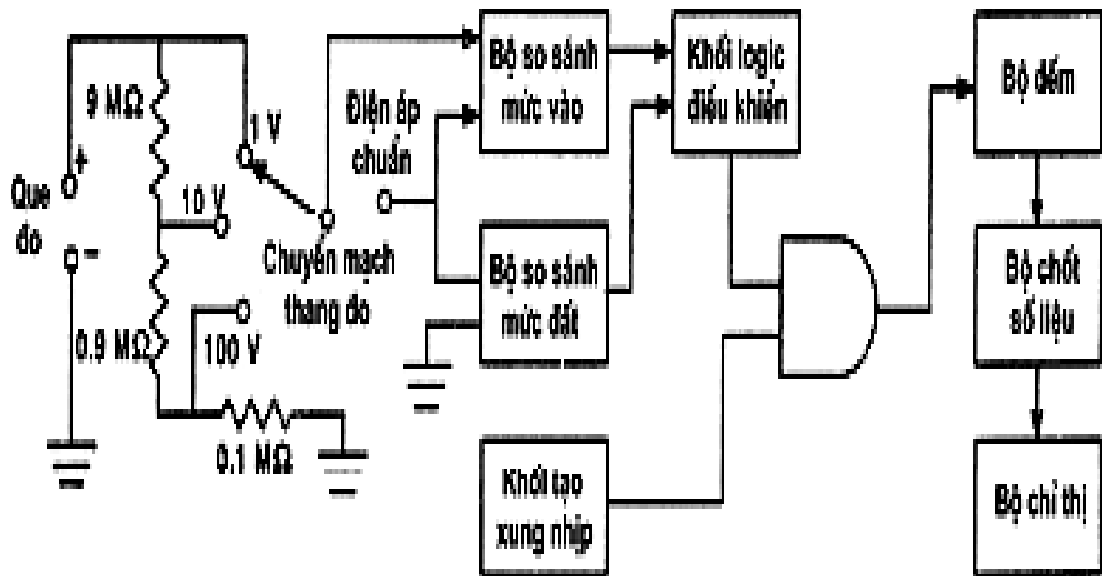 Que
đo
+
−
9 MΩ
10 V
0.9 MΩ
100 V
0.1 MΩ
1 V
Chuyển mạch
thang đo
Điện áp
chuẩn
Bộ so sánh
mức vào
Bộ so sánh
mức đất
Khối tạo
xung nhịp
Khối logic
điều khiển
Bộ đếm
Bộ chốt
số liệu
Bộ chỉ thị